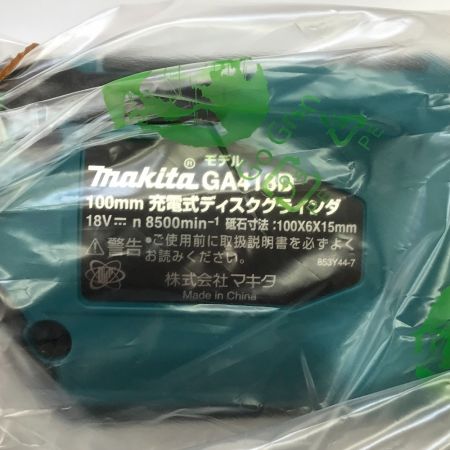 モデル
makita® GA418D
100mm 充電式ディスクグラインダ
18V⎓ n 8500min⁻¹ 砥石寸法:100X6X15mm
⚠警告 •ご使用前に取扱説明書を必ずよく
お読みください。
853Y44-7
株式会社 マキタ
Made in China
PE